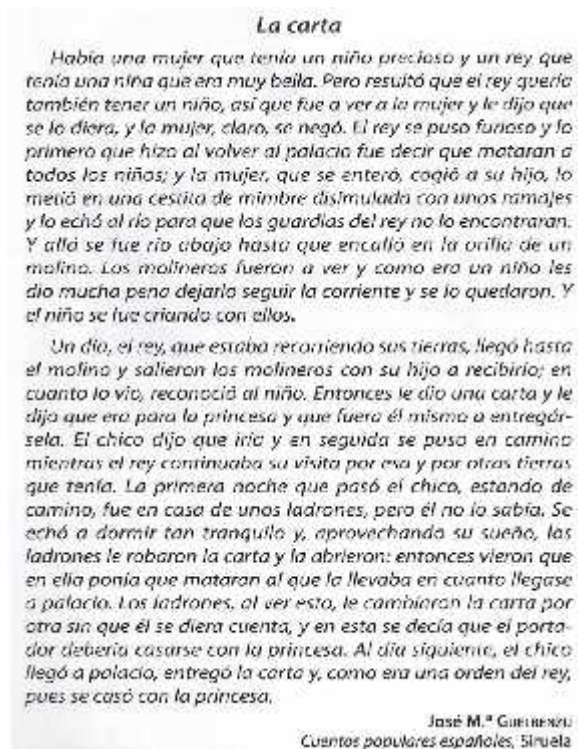 La carta
Había una mujer que tenía un niño precioso y un rey que
tenía una niña que era muy bella. Pero resultó que el rey quería
también tener un niño, así que fue a ver a la mujer y le dijo que
se lo diera, y la mujer, claro, se negó. El rey se puso furioso y lo
primero que hizo al volver al palacio fue decir que mataran a
todos los niños; y la mujer, que se enteró, cogió a su hijo, lo
metió en una cestita de mimbre disimulada con unos ramajes
y lo echó al río para que los guardias del rey no lo encontraran.
Y allá se fue río abajo hasta que encalló en la orilla de un
molino. Los molineros fueron a ver y como era un niño les
dio mucha pena dejarlo seguir la corriente y se lo quedaron. Y
el niño se fue criando con ellos.
Un día, el rey, que estaba recorriendo sus tierras, llegó hasta
el molino y salieron los molineros con su hijo a recibirlo; en
cuanto lo vio, reconoció al niño. Entonces le dio una carta y le
dijo que era para la princesa y que fuera él mismo a entregár-
sela. El chico dijo que iría y en seguida se puso en camino
mientras el rey continuaba su visita por esa y por otras tierras
que tenía. La primera noche que pasó el chico, estando de
camino, fue en casa de unos ladrones, pero él no lo sabía. Se
echó a dormir tan tranquilo y, aprovechando su sueño, los
ladrones le robaron la carta y la abrieron: entonces vieron que
en ella ponía que mataran al que la llevaba en cuanto llegase
a palacio. Los ladrones, al ver esto, le cambiaron la carta por
otra sin que él se diera cuenta, y en esta se decía que el porta-
dor debería casarse con la princesa. Al día siguiente, el chico
llegó a palacio, entregó la carta y, como era una orden del rey,
pues se casó con la princesa.
José M.ª GUELBENZU
Cuentos populares españoles, Siruela